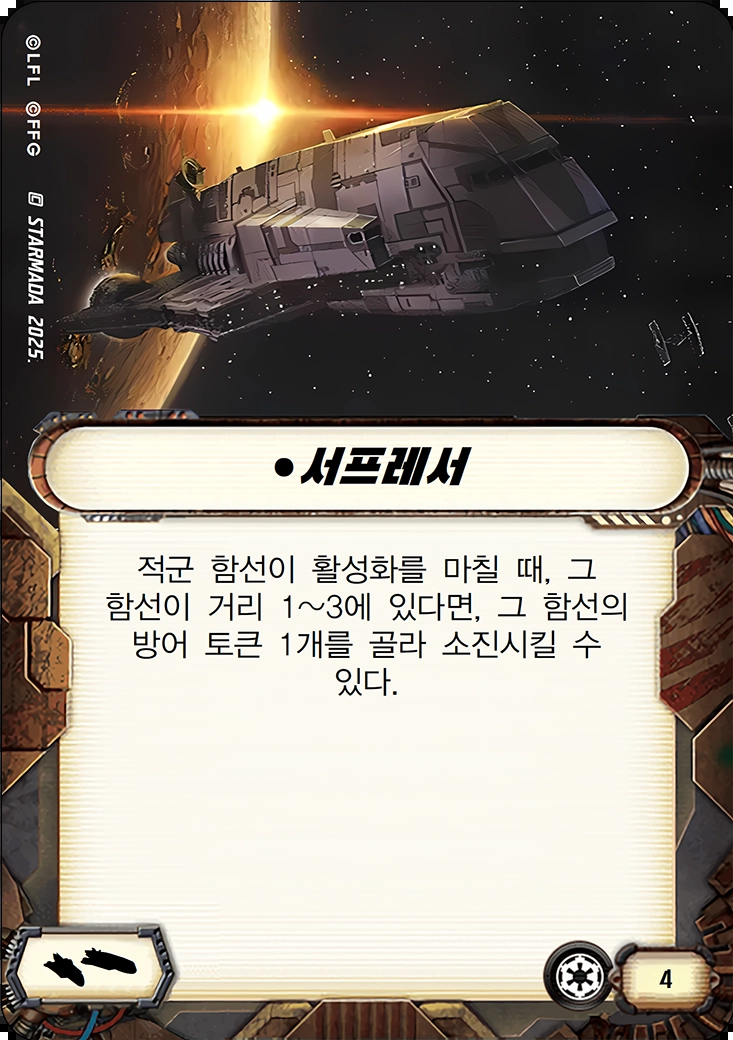 ©LFL ©FFG STARMADA 2025.
•서프레서
적군 함선이 활성화를 마칠 때, 그
함선이 거리 1~3에 있다면, 그 함선의
방어 토큰 1개를 골라 소진시킬 수
있다.
4